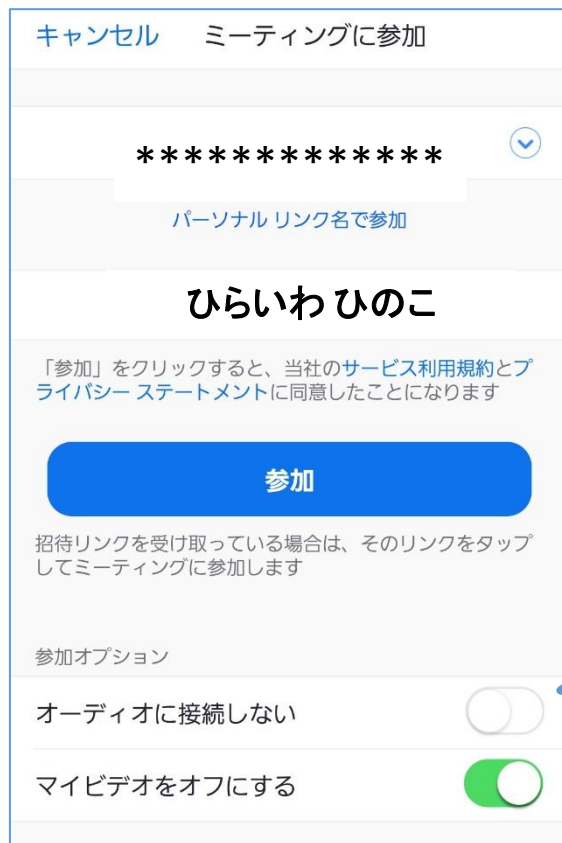 キャンセル ミーティングに参加
*************
パーソナル リンク名で参加
ひらいわ ひのこ
「参加」をクリックすると、当社のサービス利用規約とプ
ライバシー ステートメントに同意したことになります
参加
招待リンクを受け取っている場合は、そのリンクをタップ
してミーティングに参加します
参加オプション
オーディオに接続しない
マイビデオをオフにする